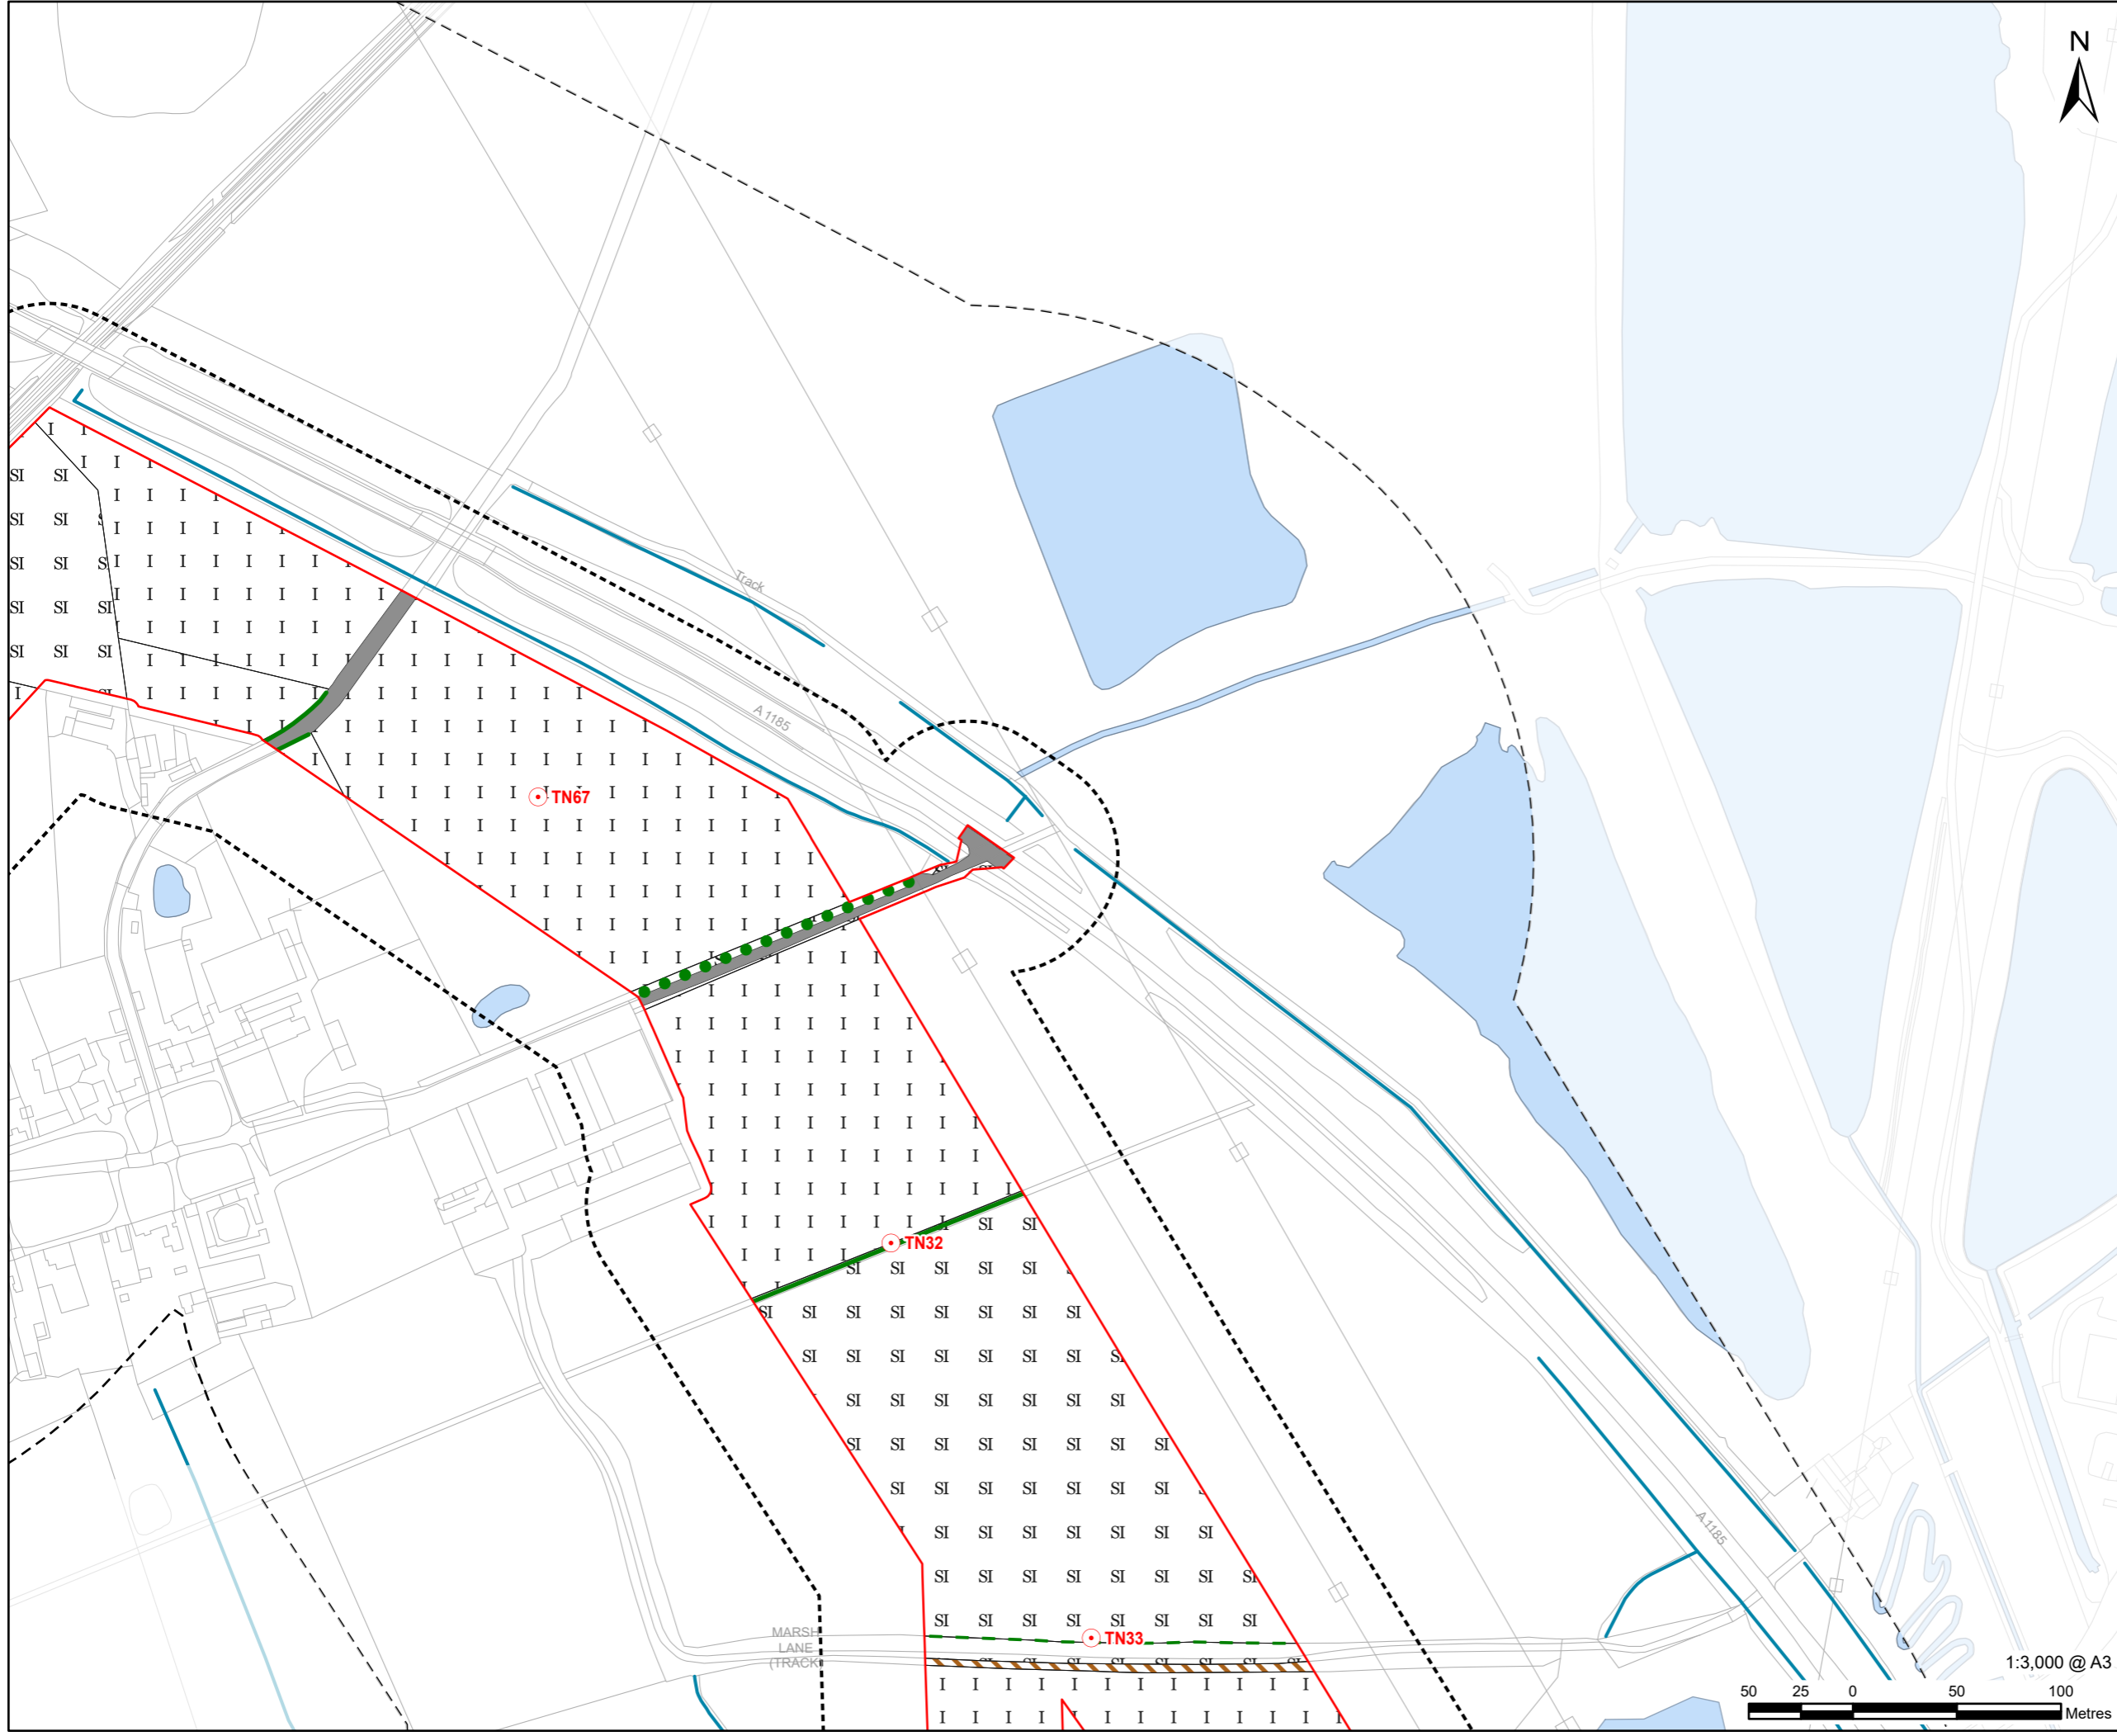 N
Track
A 1185
TN67
TN32
MARSH
LANE
(TRACK)
TN33
A 1185
1:3,000 @ A3
50 25 0 50 100
Metres
SI
I